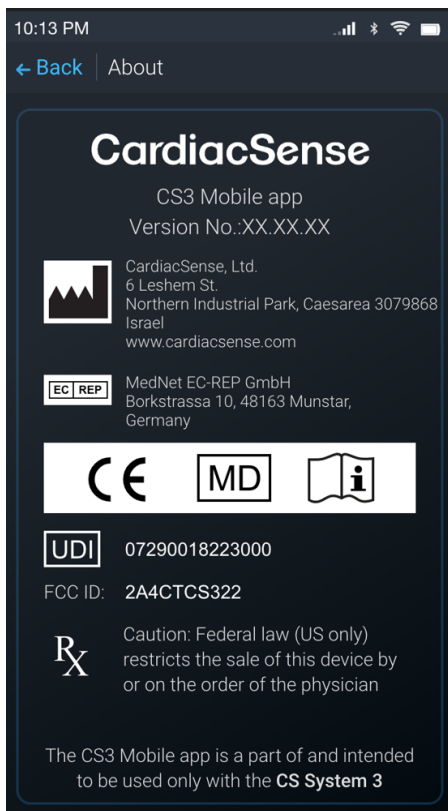 10:13 PM
← Back | About
CardiacSense
CS3 Mobile app
Version No.:XX.XX.XX
CardiacSense, Ltd.
6 Leshem St.
Northern Industrial Park, Caesarea 3079868
Israel
www.cardiacsense.com
EC REP
MedNet EC-REP GmbH
Borkstrassa 10, 48163 Munstar,
Germany
CE MD i
UDI 07290018223000
FCC ID: 2A4CTCS322
Rx
Caution: Federal law (US only)
restricts the sale of this device by
or on the order of the physician
The CS3 Mobile app is a part of and intended
to be used only with the CS System 3